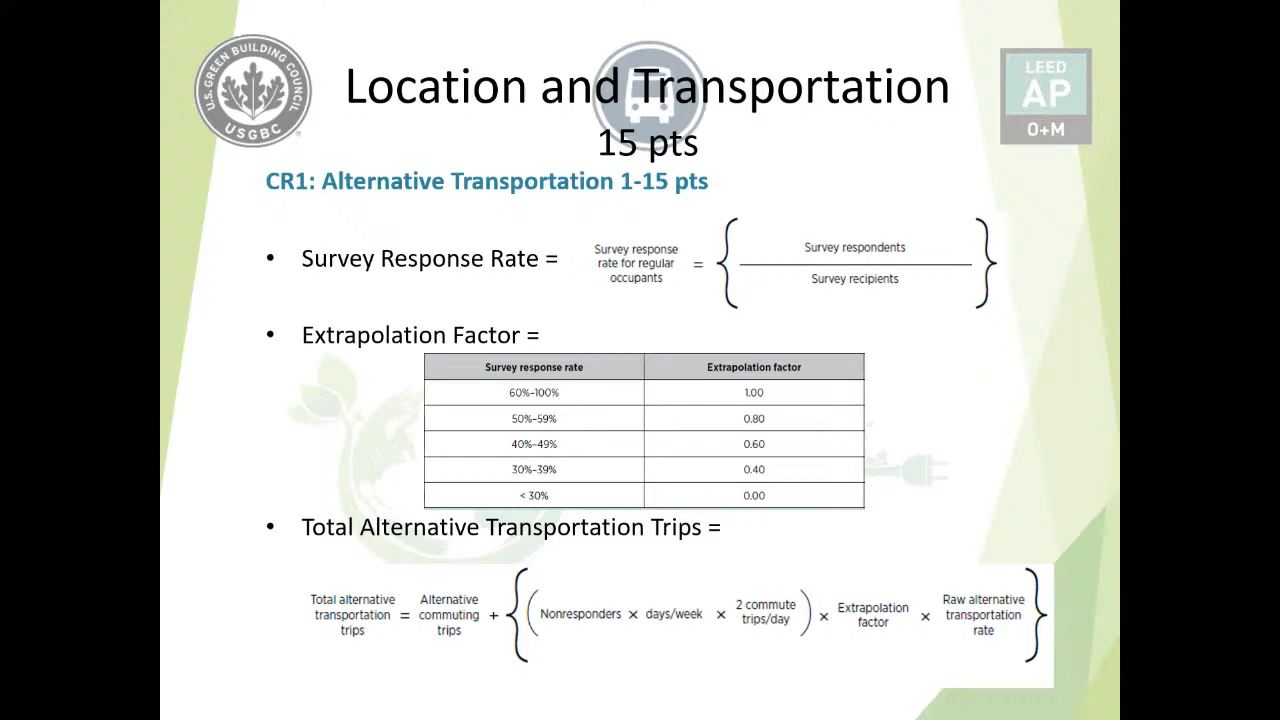 U.S. GREEN BUILDING COUNCIL
USGBC
Location and Transportation
15 pts
LEED
AP
O+M
CR1: Alternative Transportation 1-15 pts
• Survey Response Rate =
Survey response
rate for regular
occupants
=
{
Survey respondents
Survey recipients
}
• Extrapolation Factor =
Survey response rate Extrapolation factor
60%–100% 1.00
50%–59% 0.80
40%–49% 0.60
30%–39% 0.40
< 30% 0.00
• Total Alternative Transportation Trips =
Total alternative
transportation
trips
=
Alternative
commuting
trips
+
{
(
Nonresponders × days/week ×
2 commute
trips/day
)
×
Extrapolation
factor
×
Raw alternative
transportation
rate
}